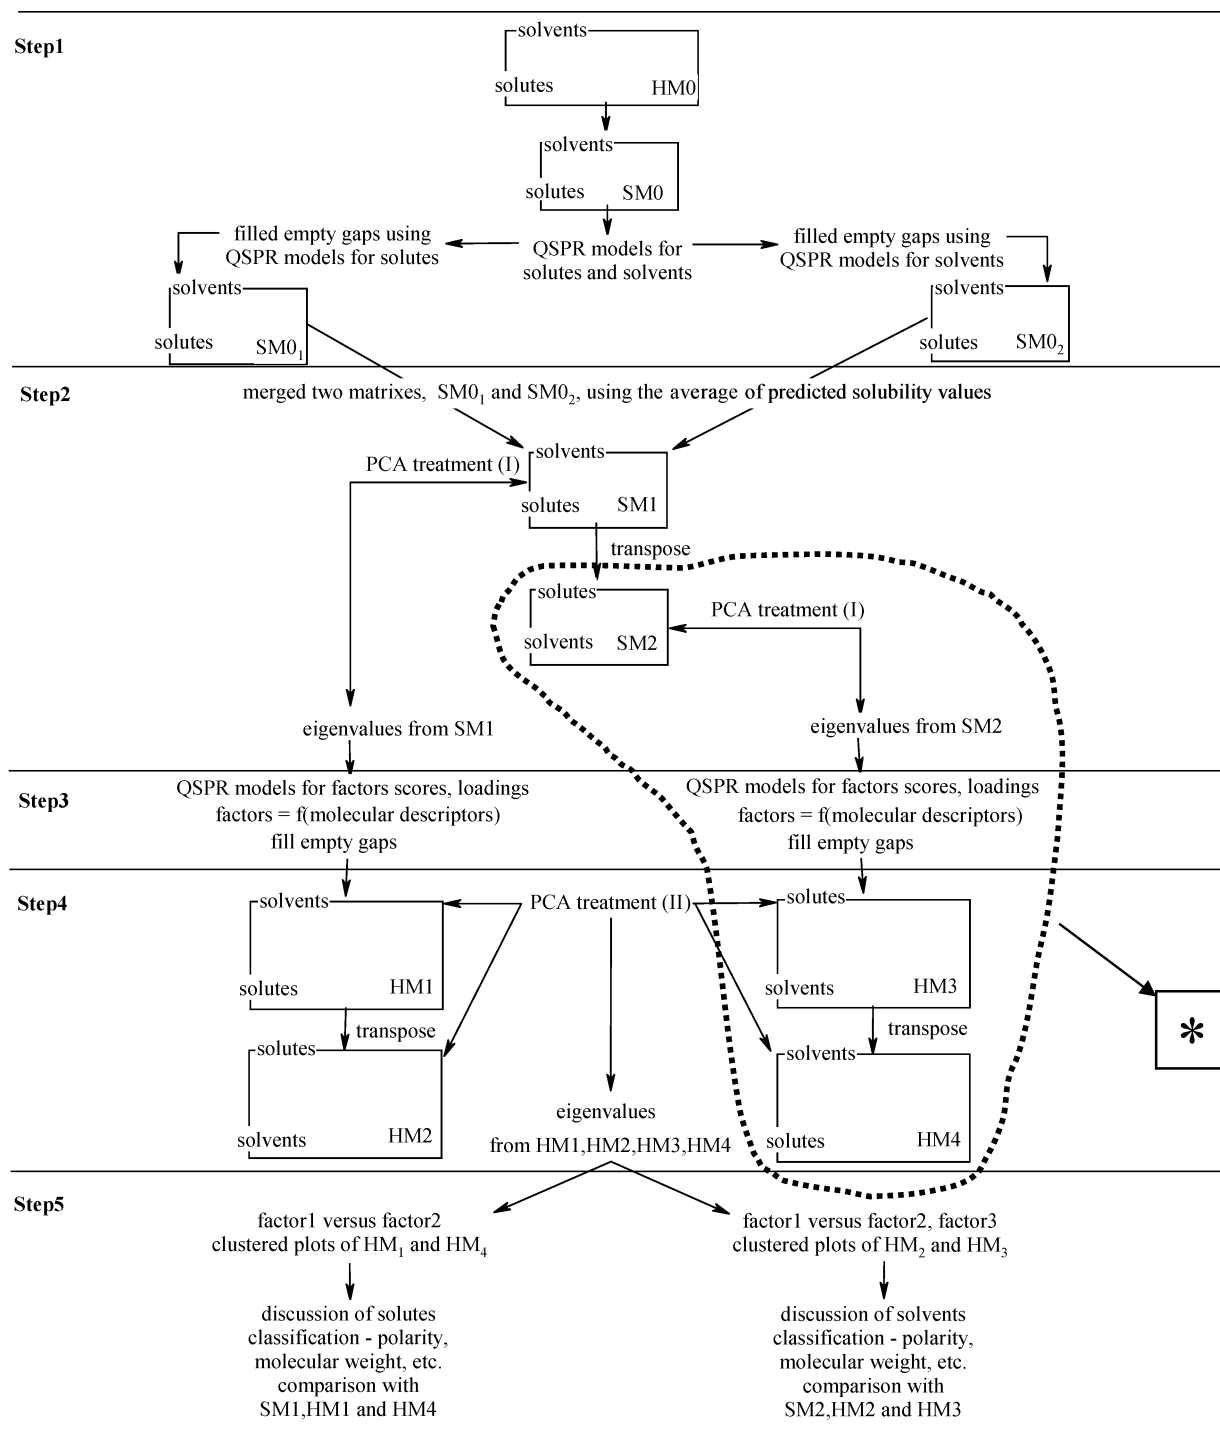 Step1
solvents
solutes
HM0
solvents
solutes
SM0
filled empty gaps using
QSPR models for solutes
QSPR models for
solutes and solvents
filled empty gaps using
QSPR models for solvents
solvents
solutes
SM0₁
solvents
solutes
SM0₂
Step2
merged two matrixes, SM0₁ and SM0₂, using the average of predicted solubility values
PCA treatment (I)
solvents
solutes
SM1
transpose
solutes
solvents
SM2
PCA treatment (I)
eigenvalues from SM1
eigenvalues from SM2
Step3
QSPR models for factors scores, loadings
factors = f(molecular descriptors)
fill empty gaps
QSPR models for factors scores, loadings
factors = f(molecular descriptors)
fill empty gaps
Step4
solvents
solutes
HM1
transpose
solutes
solvents
HM2
PCA treatment (II)
eigenvalues
from HM1,HM2,HM3,HM4
solutes
solvents
HM3
transpose
solvents
solutes
HM4
*
Step5
factor1 versus factor2
clustered plots of HM₁ and HM₄
discussion of solutes
classification - polarity,
molecular weight, etc.
comparison with
SM1,HM1 and HM4
factor1 versus factor2, factor3
clustered plots of HM₂ and HM₃
discussion of solvents
classification - polarity,
molecular weight, etc.
comparison with
SM2,HM2 and HM3